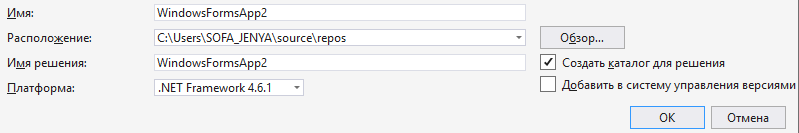 Имя: WindowsFormsApp2
Расположение: C:\Users\SOFA_JENYA\source\repos Обзор...
Имя решения: WindowsFormsApp2 Создать каталог для решения
Платформа: .NET Framework 4.6.1 Добавить в систему управления версиями
ОК Отмена